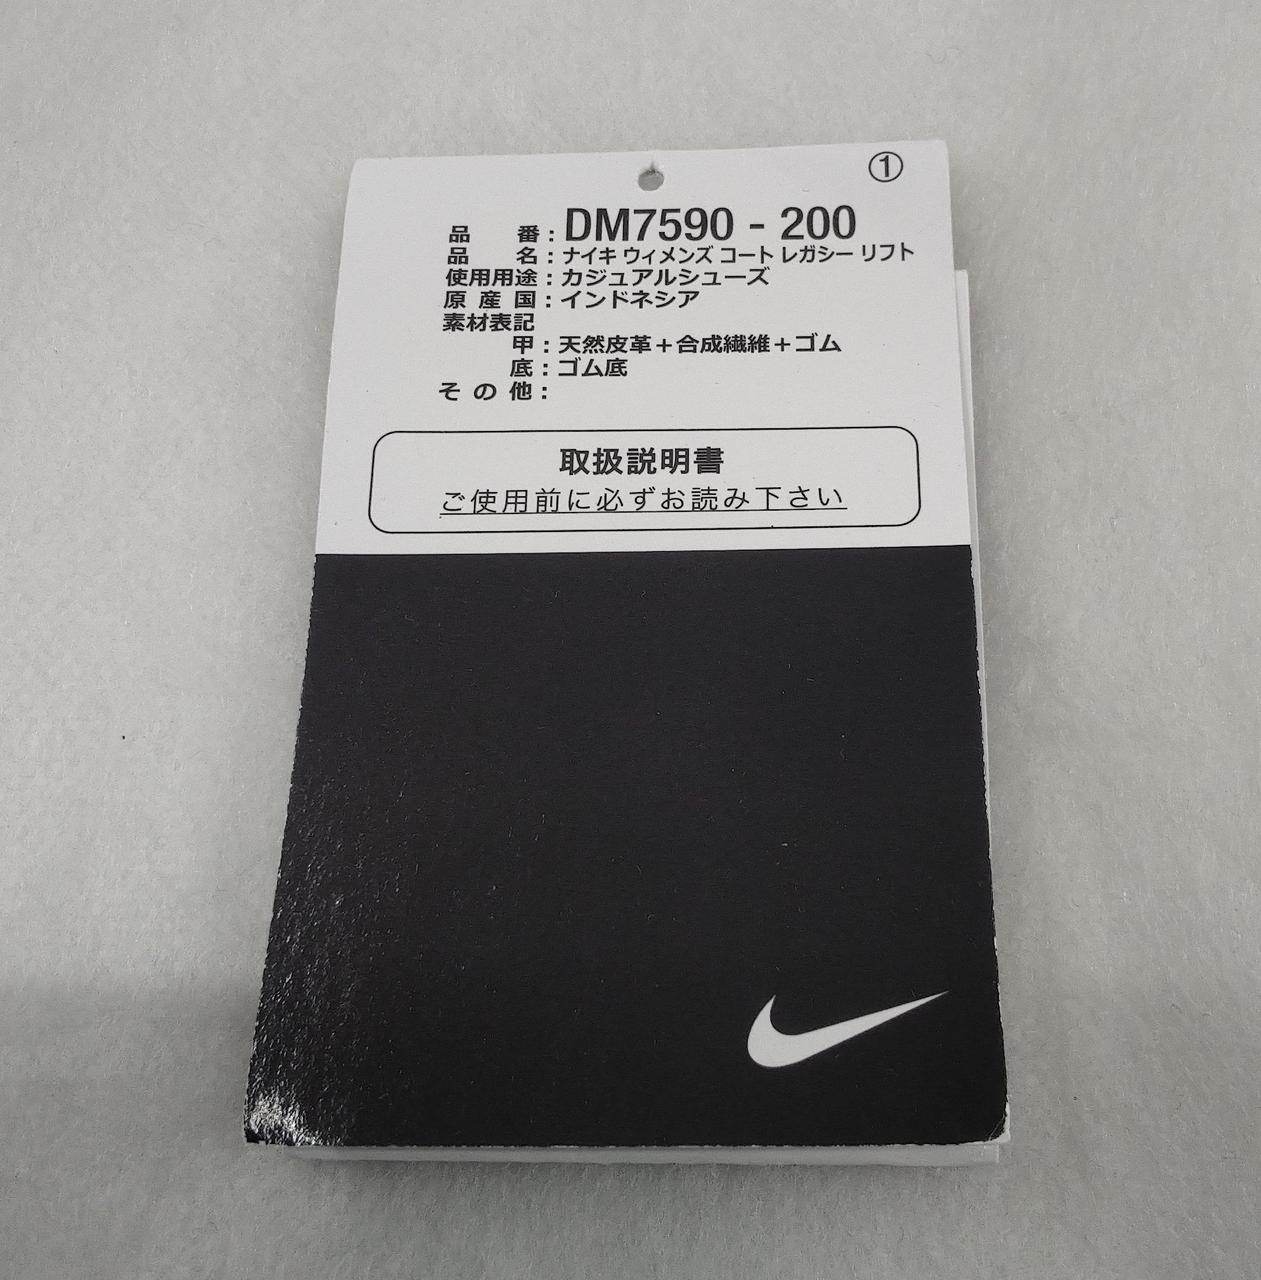 ①
品　番：DM7590 - 200
品　名：ナイキ ウィメンズ コート レガシー リフト
使用用途：カジュアルシューズ
原産国：インドネシア
素材表記
甲：天然皮革＋合成繊維＋ゴム
底：ゴム底
その他：
取扱説明書
ご使用前に必ずお読み下さい